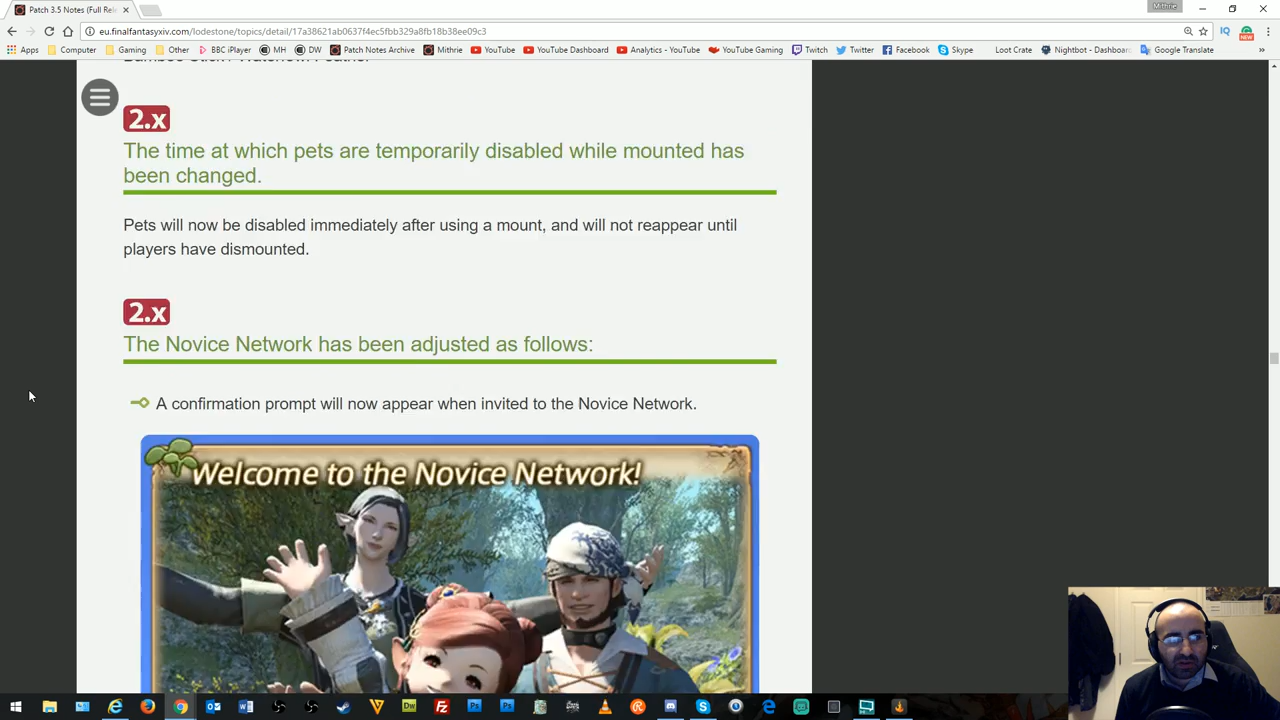 Patch 3.5 Notes (Full Rele
Mithrie
eu.finalfantasyxiv.com/lodestone/topics/detail/17a38621ab0637f4ec5fbb329a8fb18b38ee09c3
Apps Computer Gaming Other BBC iPlayer MH DW Patch Notes Archive Mithrie YouTube YouTube Dashboard Analytics - YouTube YouTube Gaming Twitch Twitter Facebook Skype Loot Crate Nightbot - Dashboard Google Translate »
2.x
The time at which pets are temporarily disabled while mounted has
been changed.
Pets will now be disabled immediately after using a mount, and will not reappear until
players have dismounted.
2.x
The Novice Network has been adjusted as follows:
A confirmation prompt will now appear when invited to the Novice Network.
Welcome to the Novice Network!